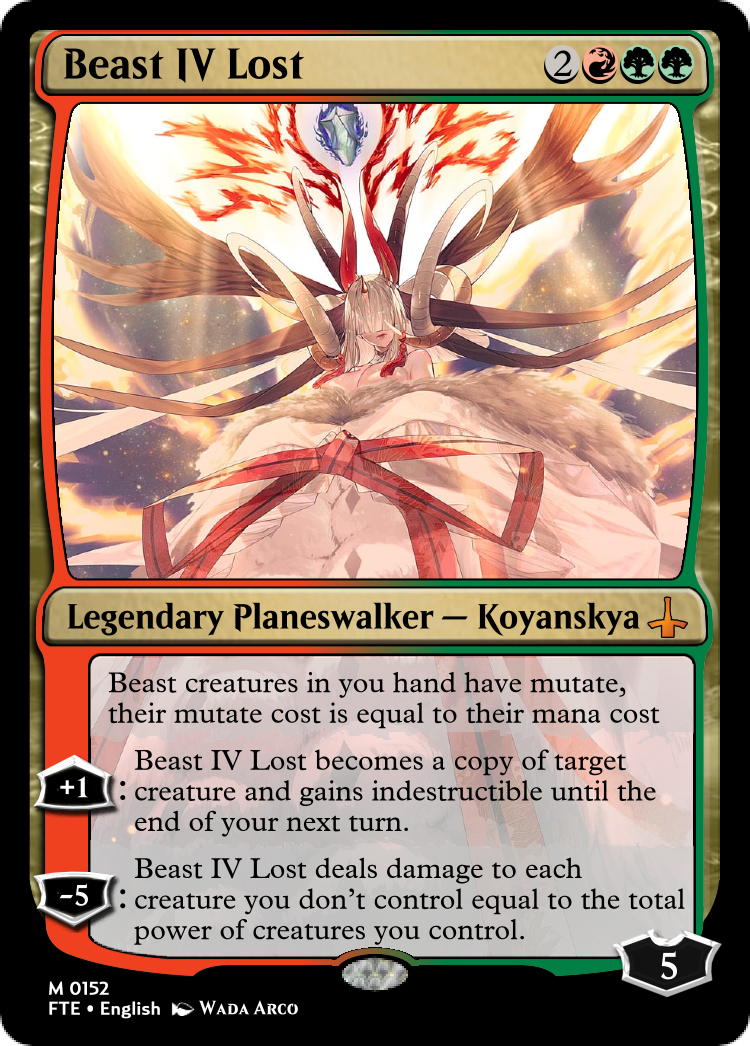 Beast IV Lost 2
Legendary Planeswalker — Koyanskya
Beast creatures in you hand have mutate,
their mutate cost is equal to their mana cost
+1 : Beast IV Lost becomes a copy of target
creature and gains indestructible until the
end of your next turn.
–5 : Beast IV Lost deals damage to each
creature you don't control equal to the total
power of creatures you control.
5
M 0152
FTE • English Wada Arco